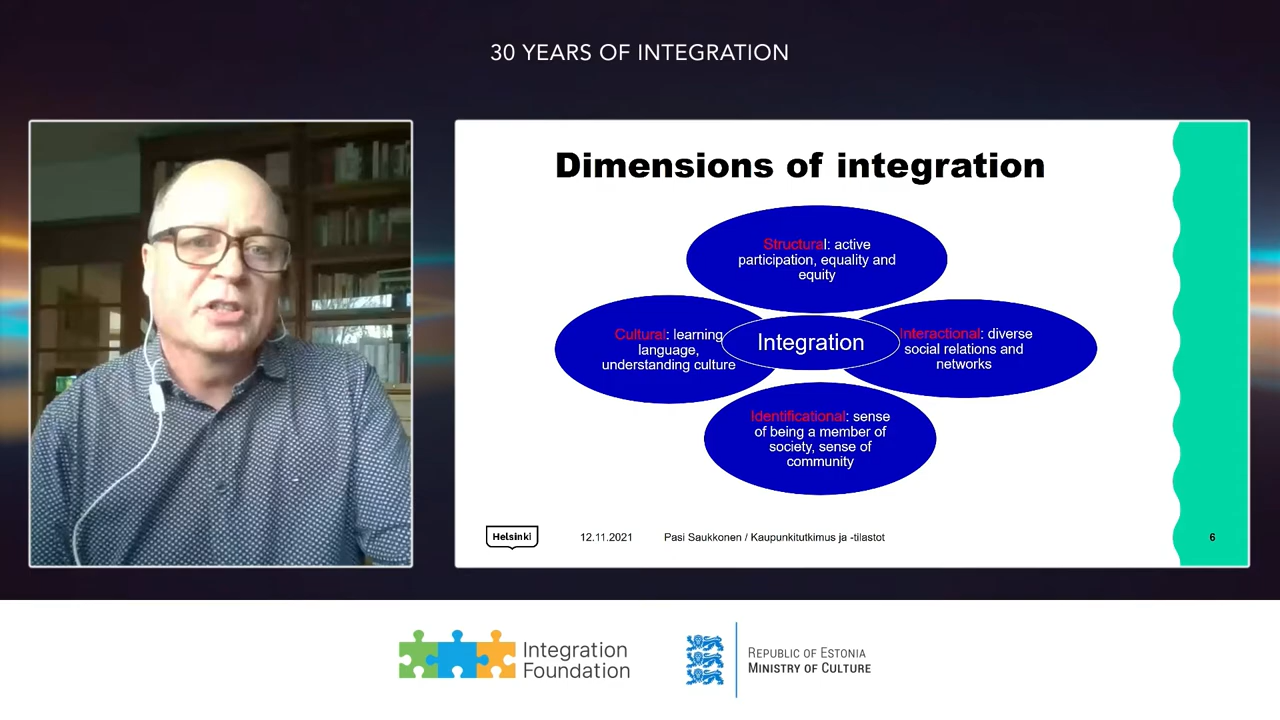 30 YEARS OF INTEGRATION
Dimensions of integration
Structural: active
participation, equality and
equity
Cultural: learning
language,
understanding culture
Integration
Interactional: diverse
social relations and
networks
Identificational: sense
of being a member of
society, sense of
community
Helsinki
12.11.2021
Pasi Saukkonen / Kaupunkitutkimus ja -tilastot
6
Integration
Foundation
REPUBLIC OF ESTONIA
MINISTRY OF CULTURE